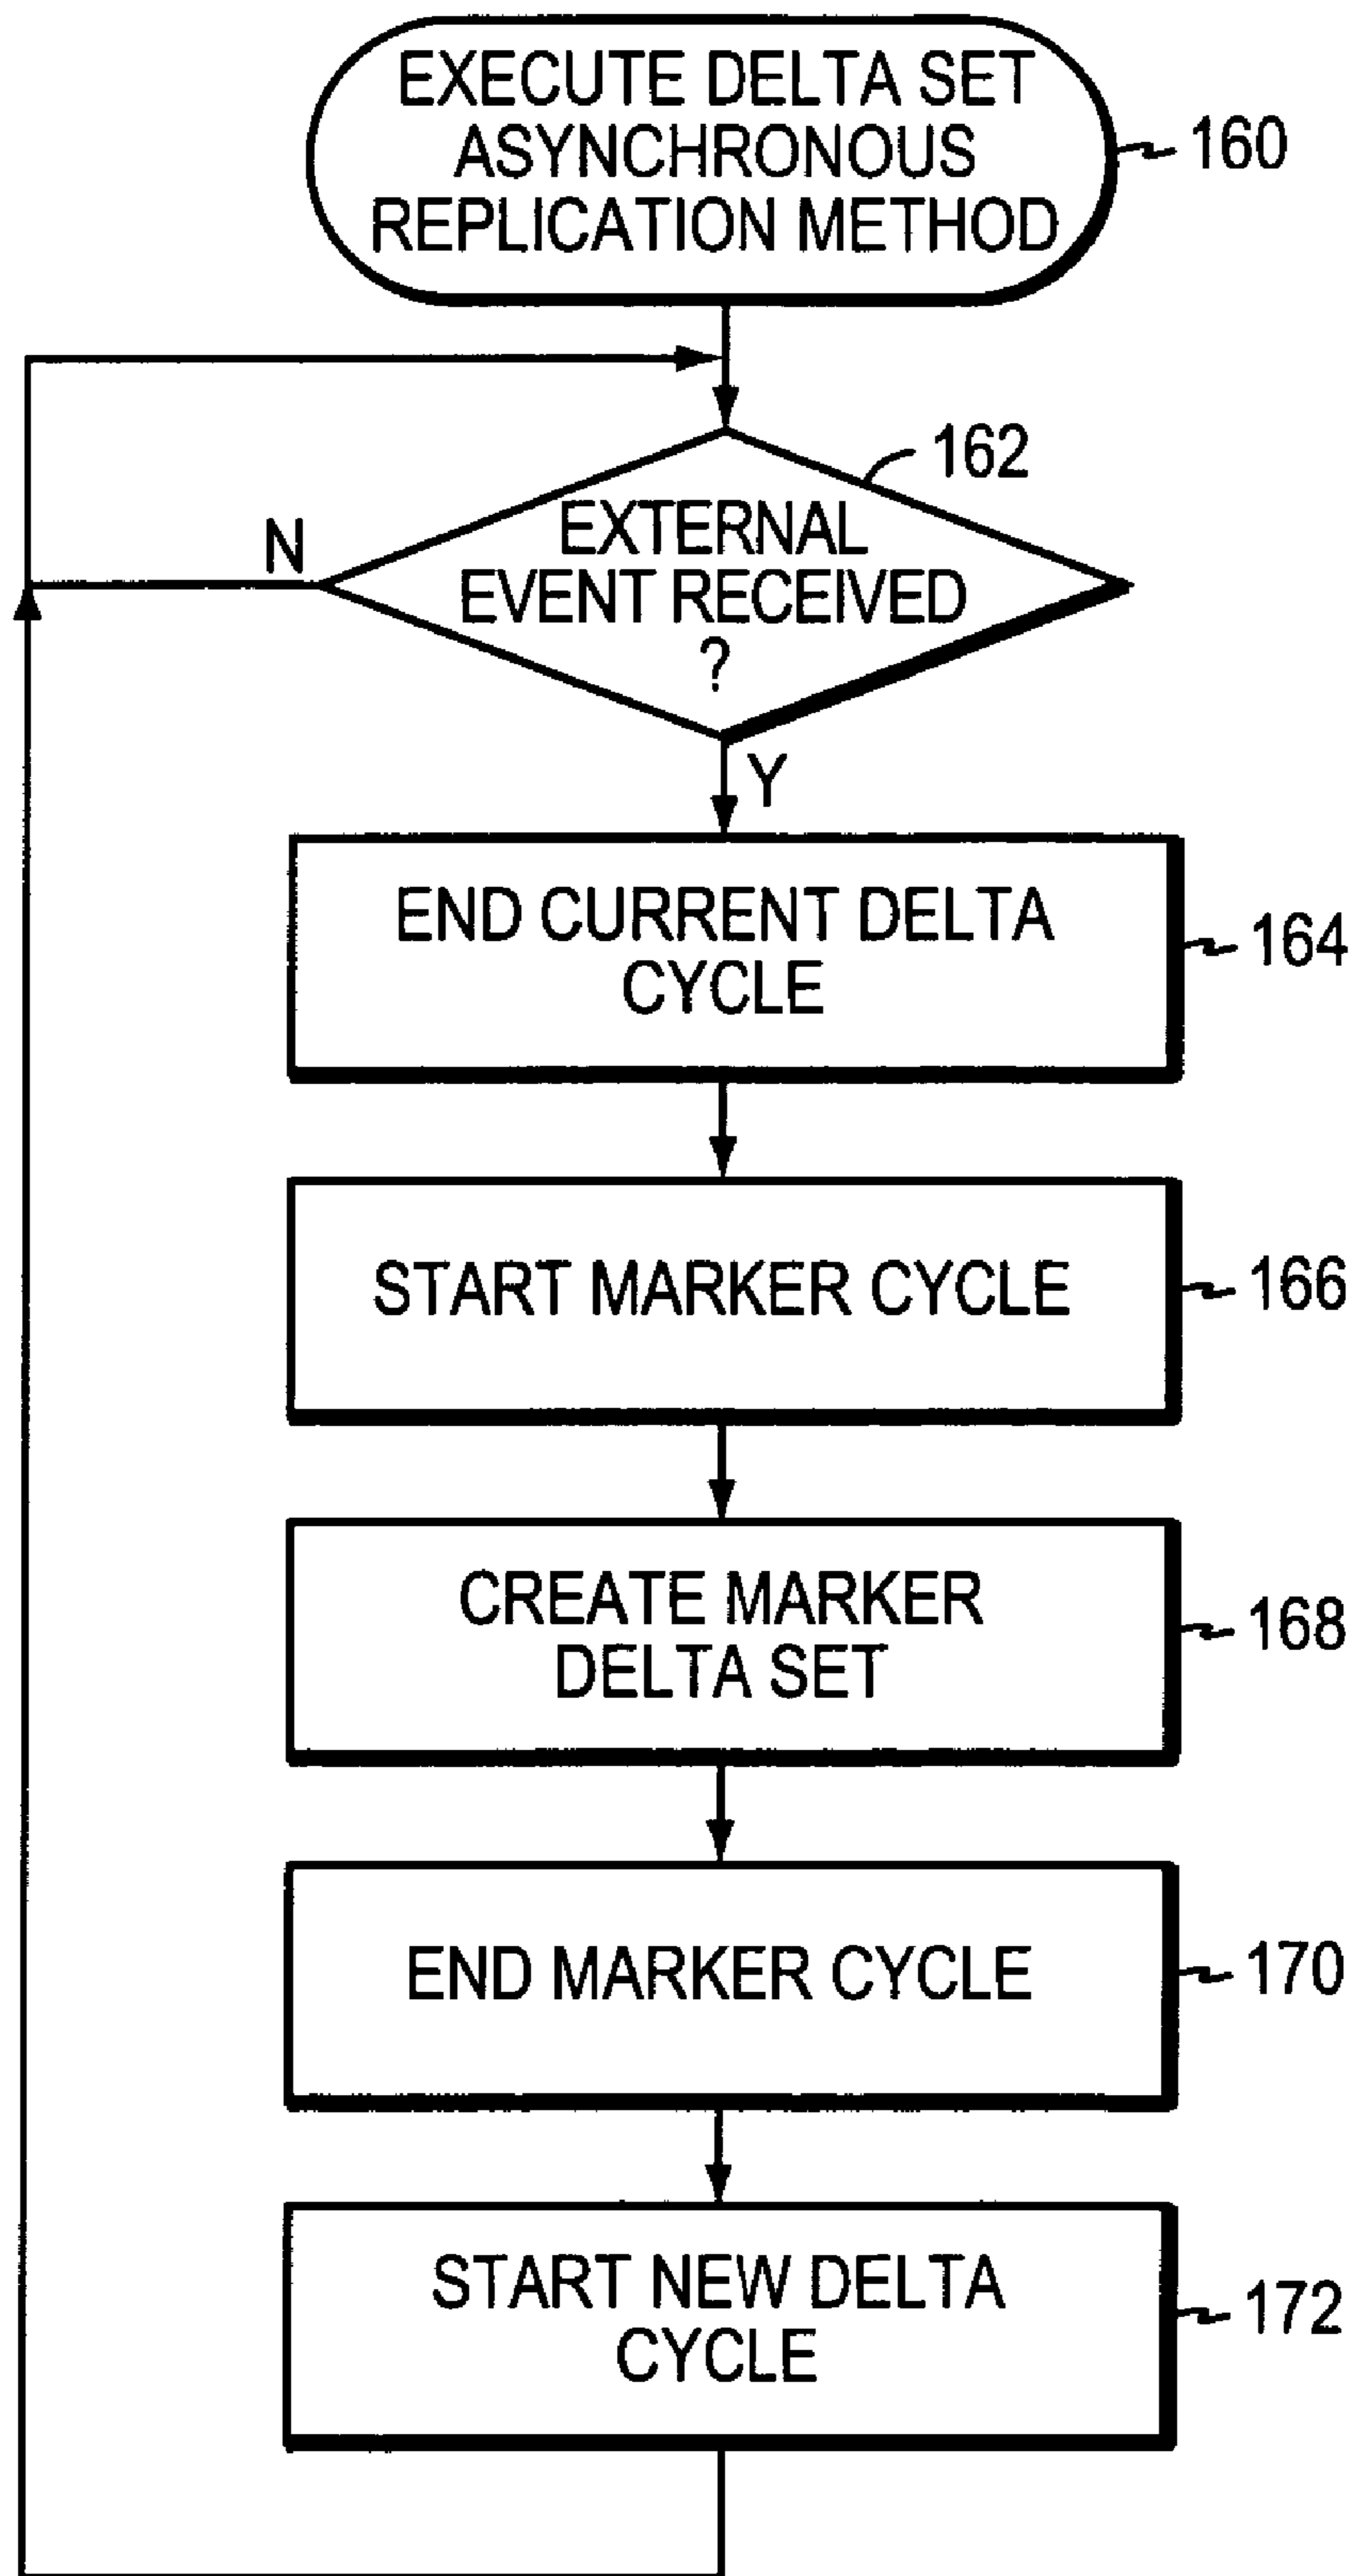 EXECUTE DELTA SET
ASYNCHRONOUS
REPLICATION METHOD
160
162
EXTERNAL
EVENT RECEIVED
?
N
Y
END CURRENT DELTA
CYCLE
164
START MARKER CYCLE
166
CREATE MARKER
DELTA SET
168
END MARKER CYCLE
170
START NEW DELTA
CYCLE
172